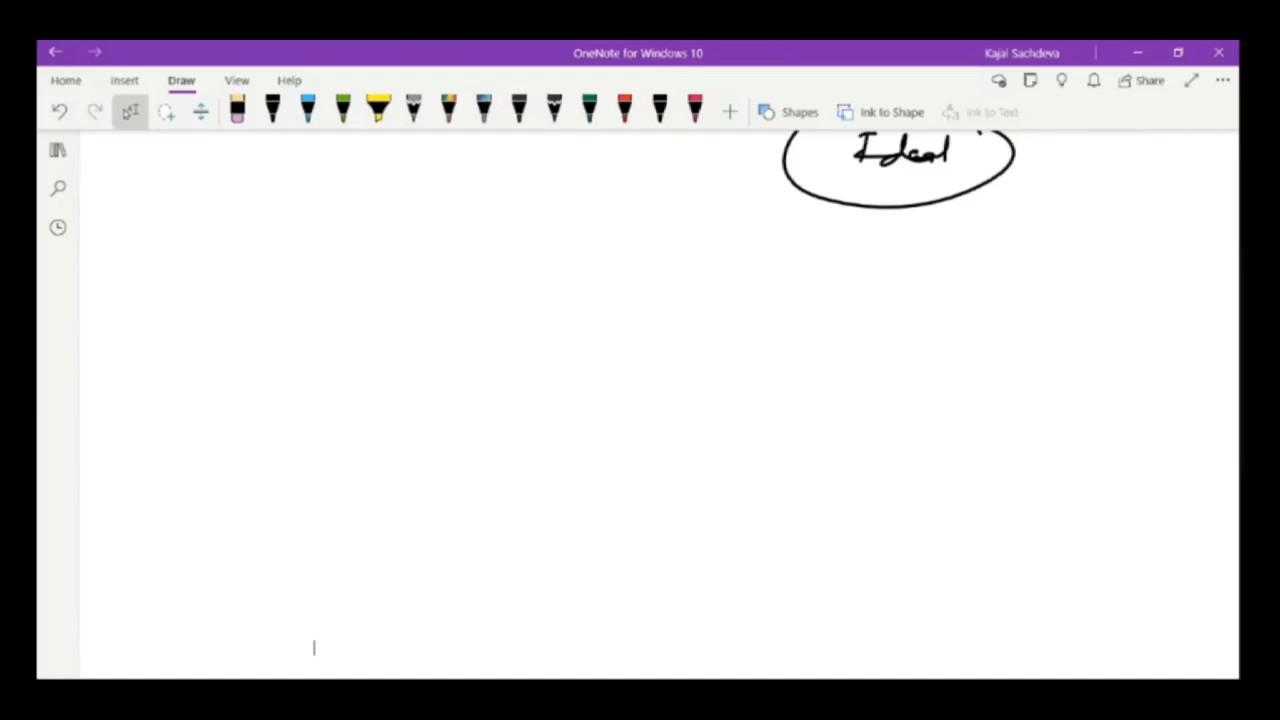 OneNote for Windows 10
Kajal Sachdeva
Home Insert Draw View Help
Share
Shapes Ink to Shape Ink to Text
Ideal